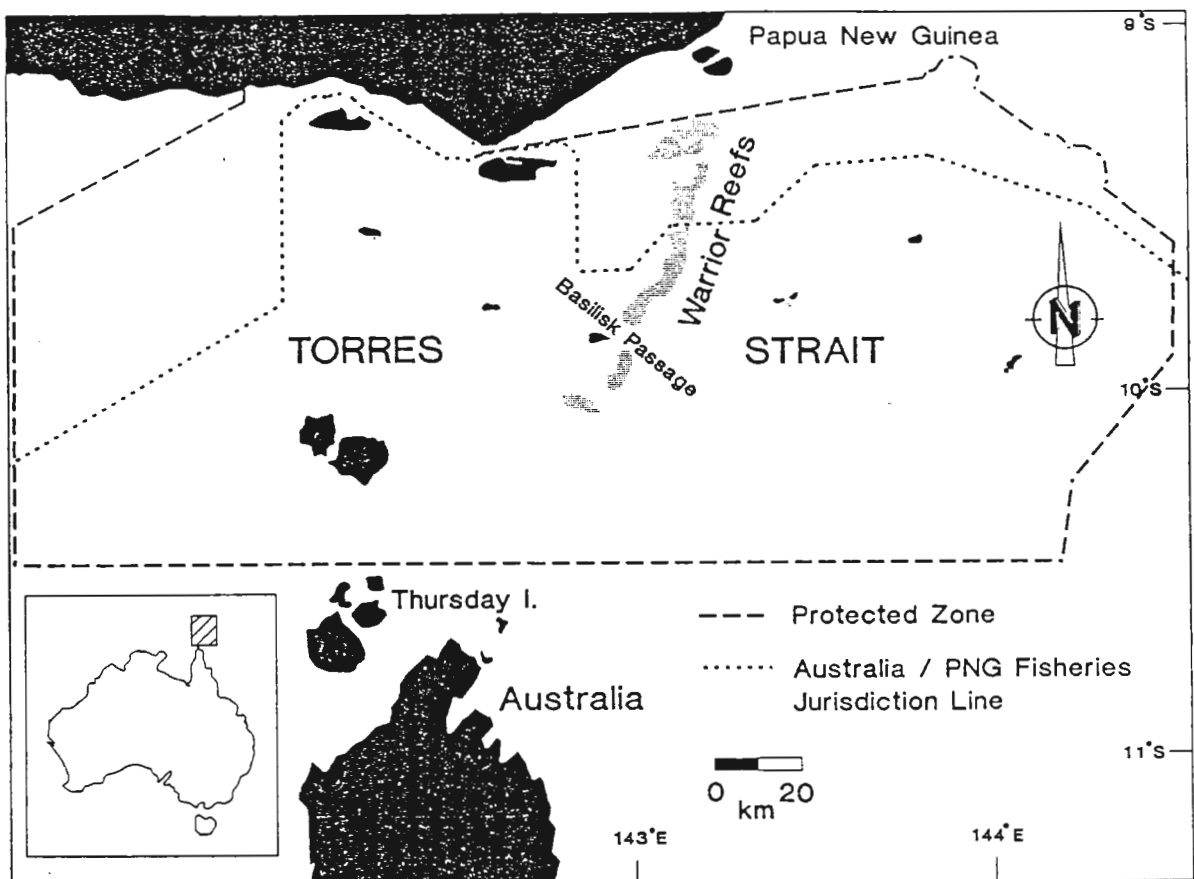 9°S
Papua New Guinea
Warrior Reefs
Basilisk Passage
TORRES
STRAIT
N
10°S
Thursday I.
Protected Zone
Australia / PNG Fisheries
Jurisdiction Line
Australia
11°S
0 20
km
143°E
144°E